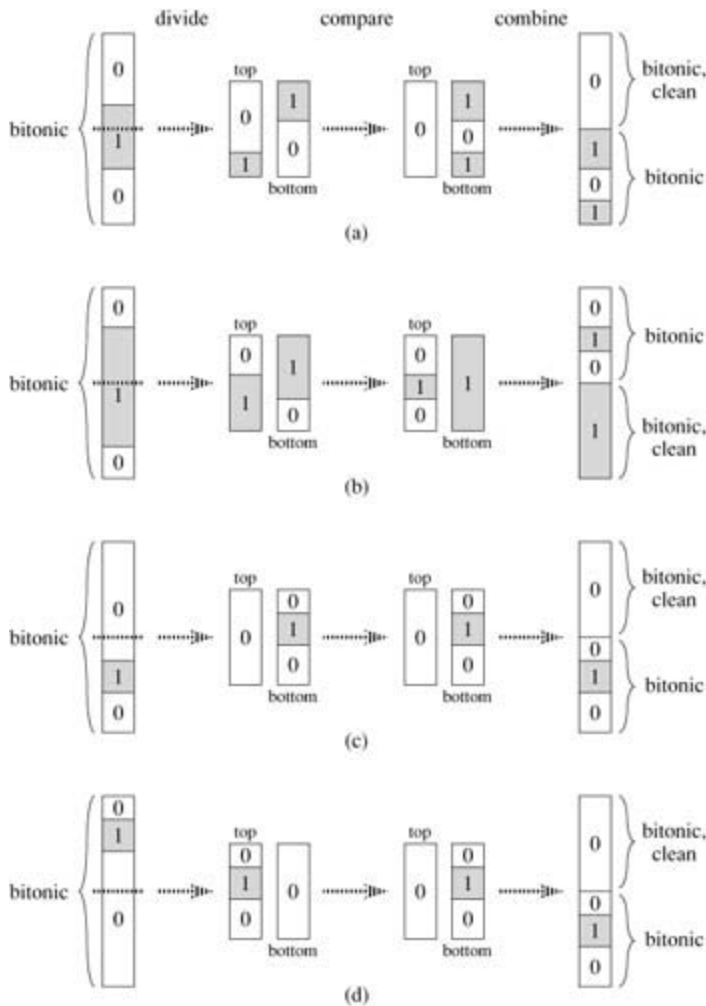 divide compare combine
bitonic 0 1 0
top 0 1
1 0 bottom
top 0
1 0 1 bottom
0 1 0 1
bitonic, clean
bitonic
(a)
bitonic 0 1 0
top 0 1
1 0 bottom
top 0 1 0
1 bottom
0 1 0 1
bitonic
bitonic, clean
(b)
bitonic 0 1 0
top 0
0 1 0 bottom
top 0
0 1 0 bottom
0 0 1 0
bitonic, clean
bitonic
(c)
bitonic 0 1 0
top 0 1 0
0 bottom
top 0
0 1 0 bottom
0 0 1 0
bitonic, clean
bitonic
(d)